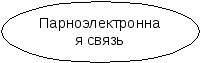 Парноэлектронна
я связь